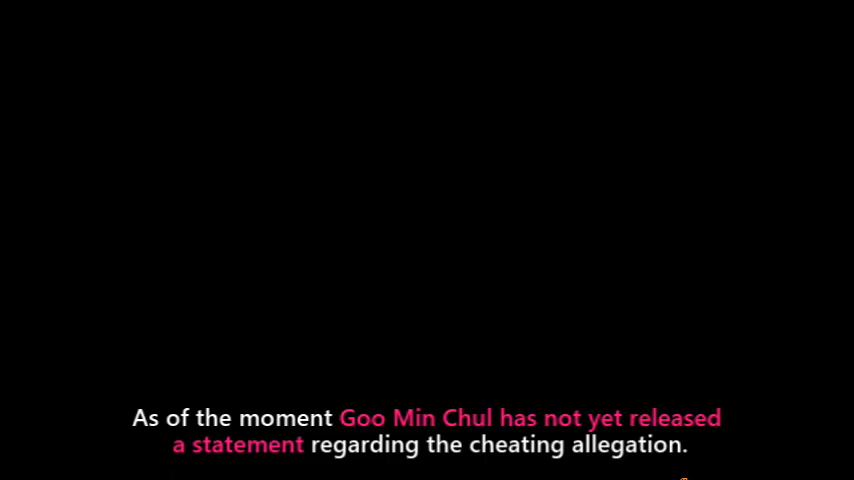 As of the moment Goo Min Chul has not yet released
a statement regarding the cheating allegation.